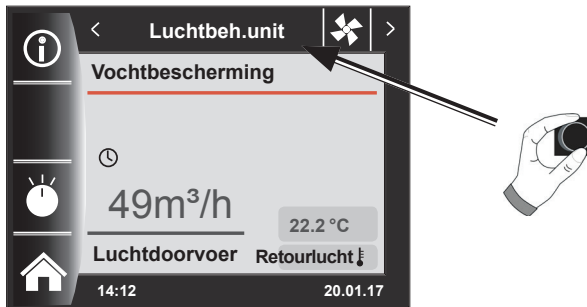 Luchtbeh.unit
Vochtbescherming
49m³/h
22.2 °C
Luchtdoorvoer Retourlucht
14:12 20.01.17